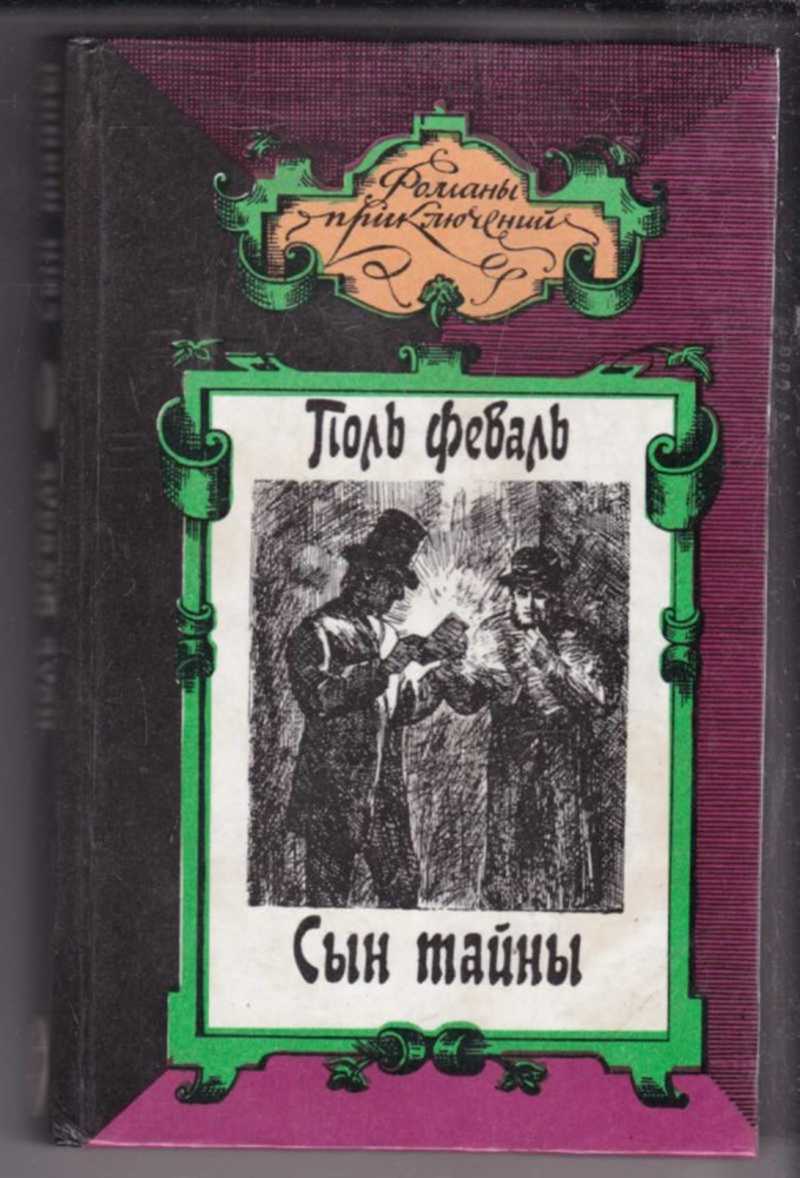 Романы
приключений
Поль Феваль
Сын тайны